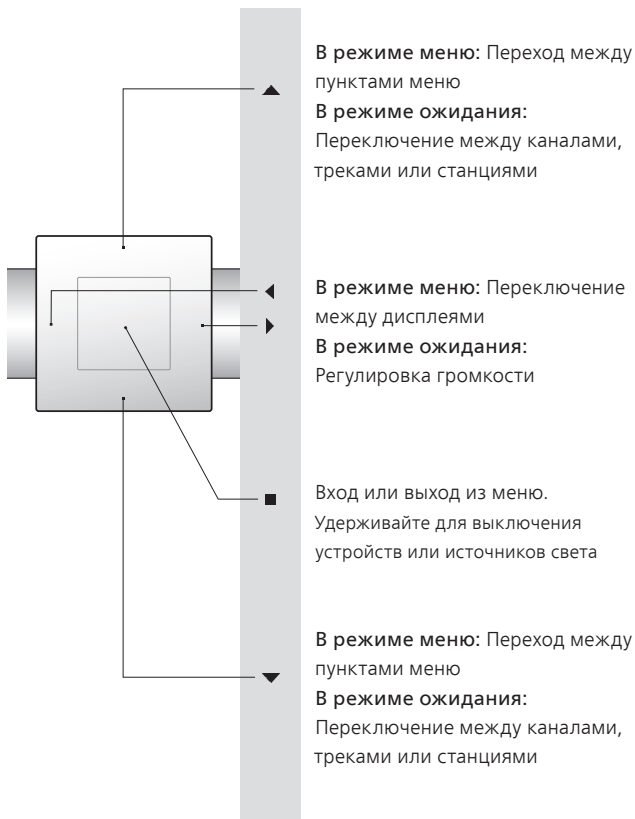 В режиме меню: Переход между
пунктами меню
В режиме ожидания:
Переключение между каналами,
треками или станциями
В режиме меню: Переключение
между дисплеями
В режиме ожидания:
Регулировка громкости
Вход или выход из меню.
Удерживайте для выключения
устройств или источников света
В режиме меню: Переход между
пунктами меню
В режиме ожидания:
Переключение между каналами,
треками или станциями